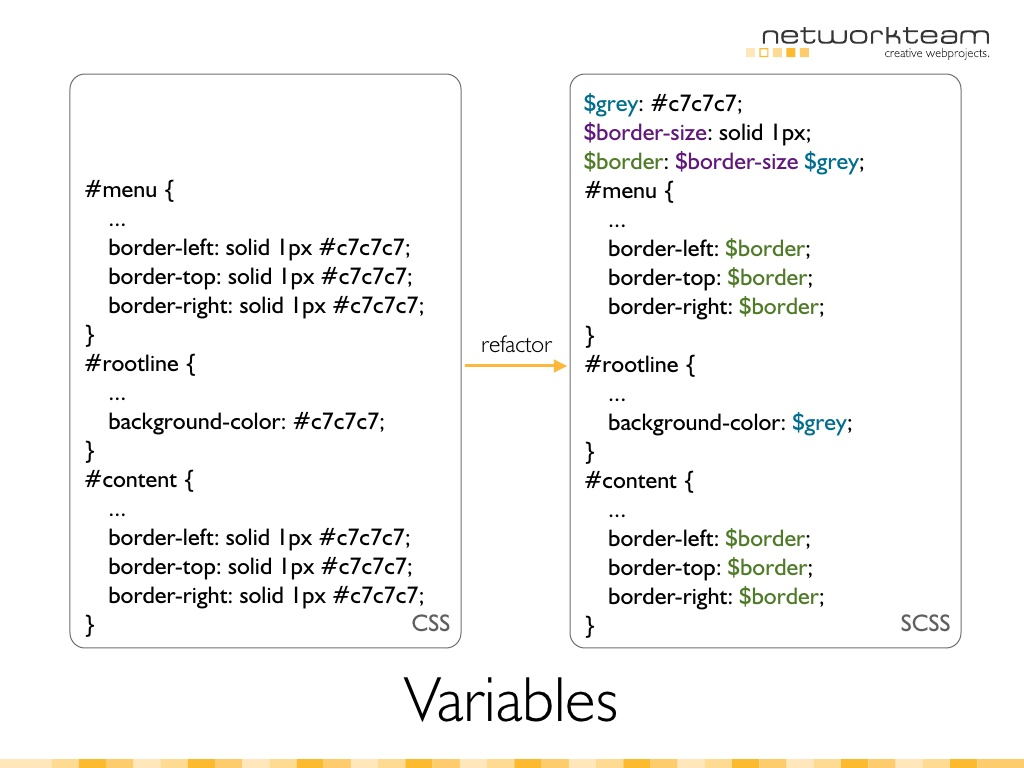 networkteam
creative webprojects.
#menu {
...
border-left: solid 1px #c7c7c7;
border-top: solid 1px #c7c7c7;
border-right: solid 1px #c7c7c7;
}
#rootline {
...
background-color: #c7c7c7;
}
#content {
...
border-left: solid 1px #c7c7c7;
border-top: solid 1px #c7c7c7;
border-right: solid 1px #c7c7c7;
}
CSS
refactor
$grey: #c7c7c7;
$border-size: solid 1px;
$border: $border-size $grey;
#menu {
...
border-left: $border;
border-top: $border;
border-right: $border;
}
#rootline {
...
background-color: $grey;
}
#content {
...
border-left: $border;
border-top: $border;
border-right: $border;
}
SCSS
Variables